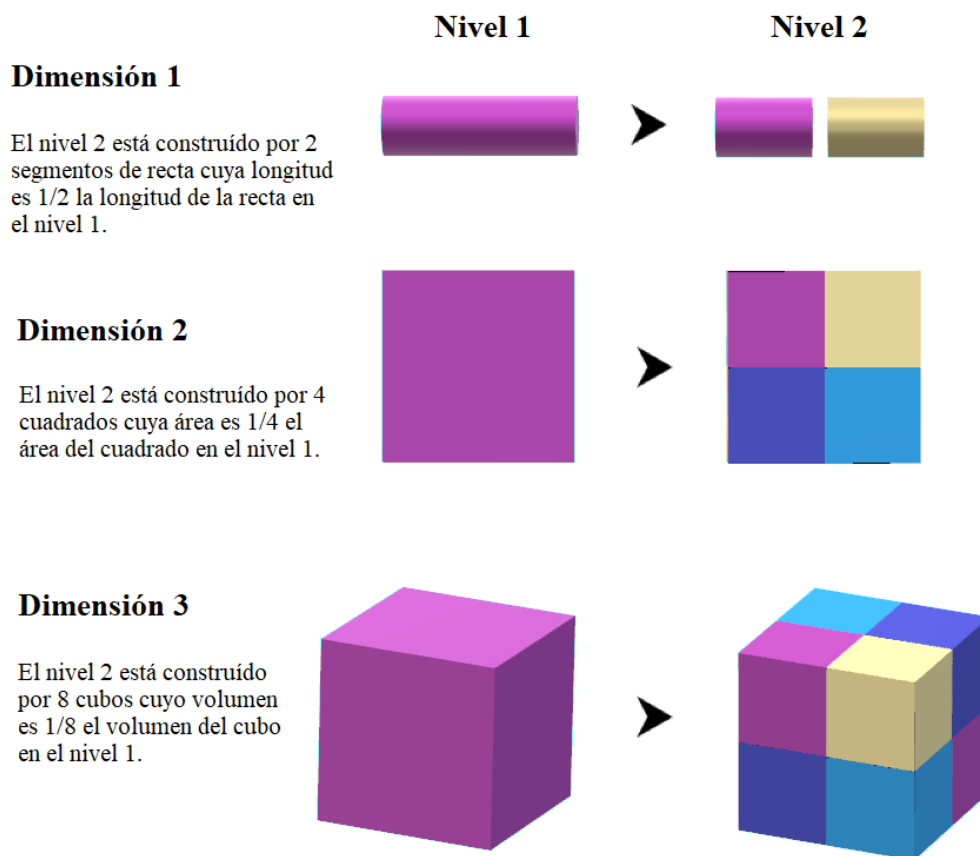 Nivel 1
Nivel 2
Dimensión 1
El nivel 2 está construído por 2
segmentos de recta cuya longitud
es 1/2 la longitud de la recta en
el nivel 1.
Dimensión 2
El nivel 2 está construído por 4
cuadrados cuya área es 1/4 el
área del cuadrado en el nivel 1.
Dimensión 3
El nivel 2 está construído
por 8 cubos cuyo volumen
es 1/8 el volumen del cubo
en el nivel 1.